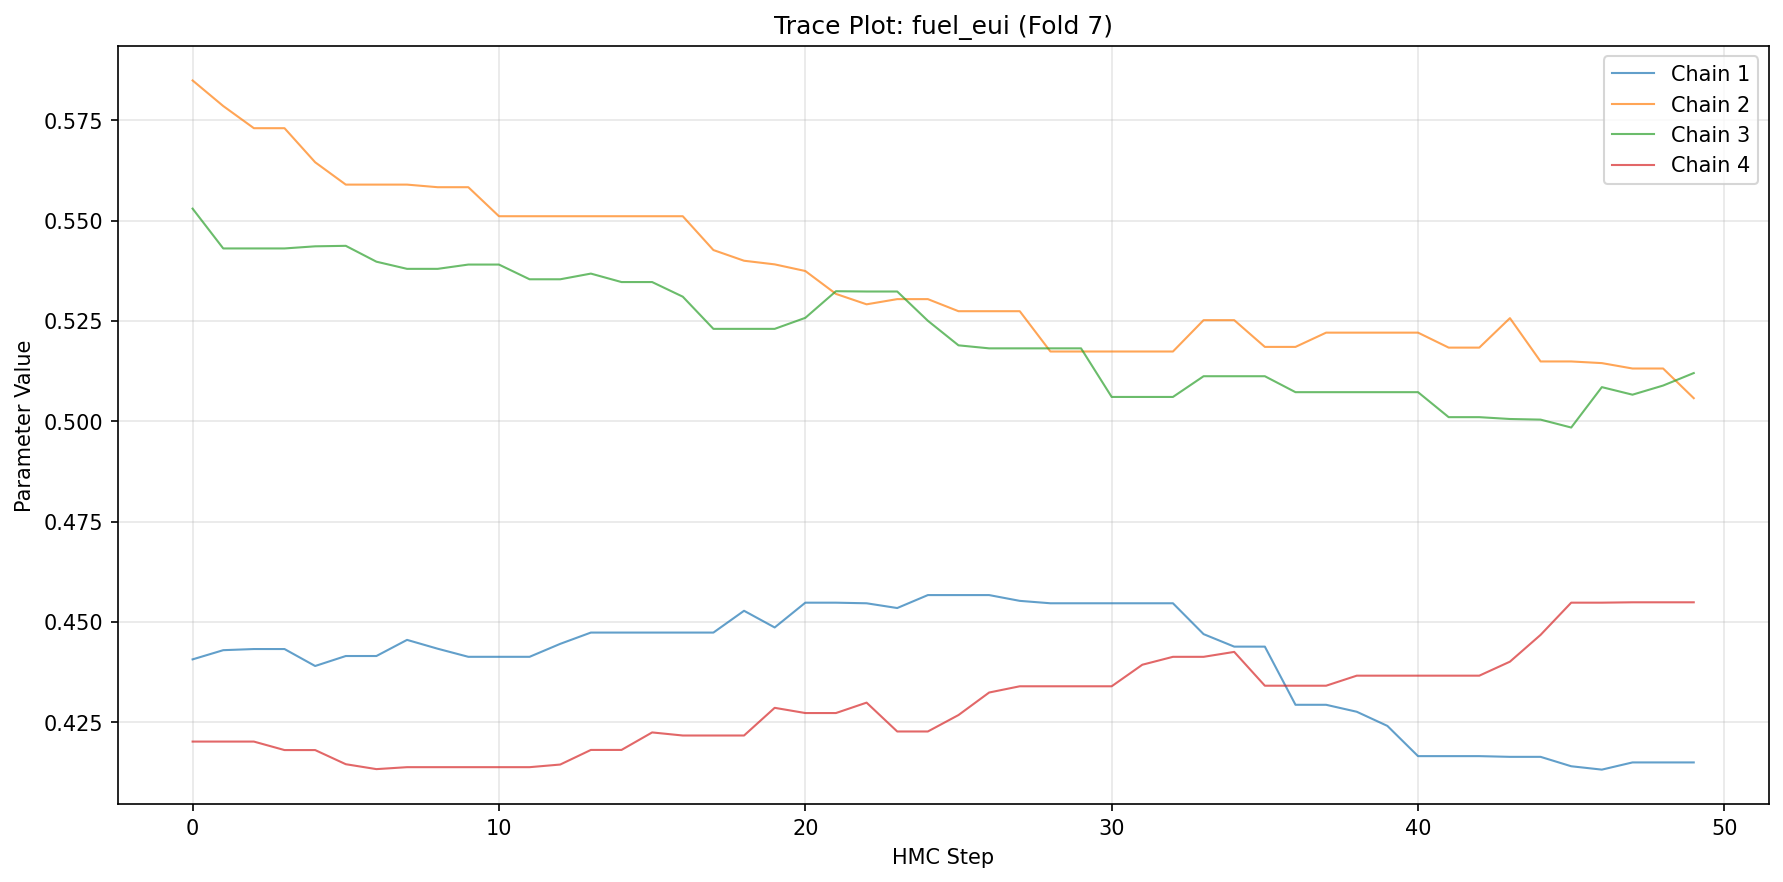 Trace Plot: fuel_eui (Fold 7)
Chain 1
Chain 2
Chain 3
Chain 4
Parameter Value
0.575
0.550
0.525
0.500
0.475
0.450
0.425
0 10 20 30 40 50
HMC Step